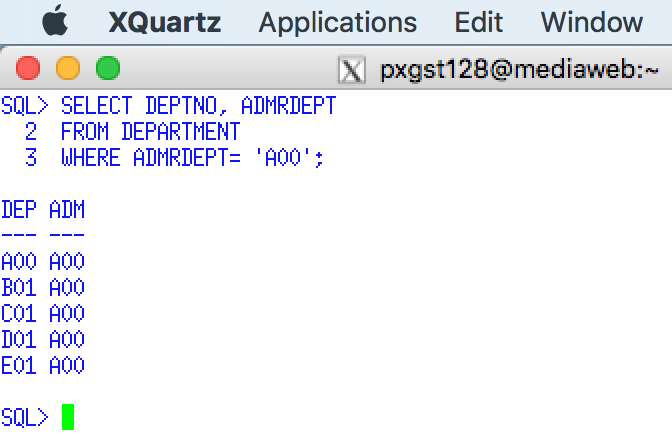 XQuartz Applications Edit Window
X pxgst128@mediaweb:~
SQL> SELECT DEPTNO, ADMRDEPT
  2  FROM DEPARTMENT
  3  WHERE ADMRDEPT= 'A00';
DEP ADM
--- ---
A00 A00
B01 A00
C01 A00
D01 A00
E01 A00
SQL>